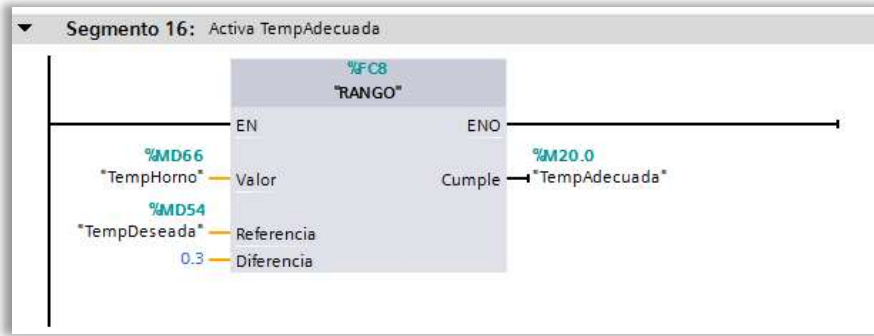 Segmento 16: Activa TempAdecuada
%FC8
"RANGO"
EN ENO
%MD66 %M20.0
"TempHorno" Valor Cumple "TempAdecuada"
%MD54
"TempDeseada" Referencia
0.3 Diferencia